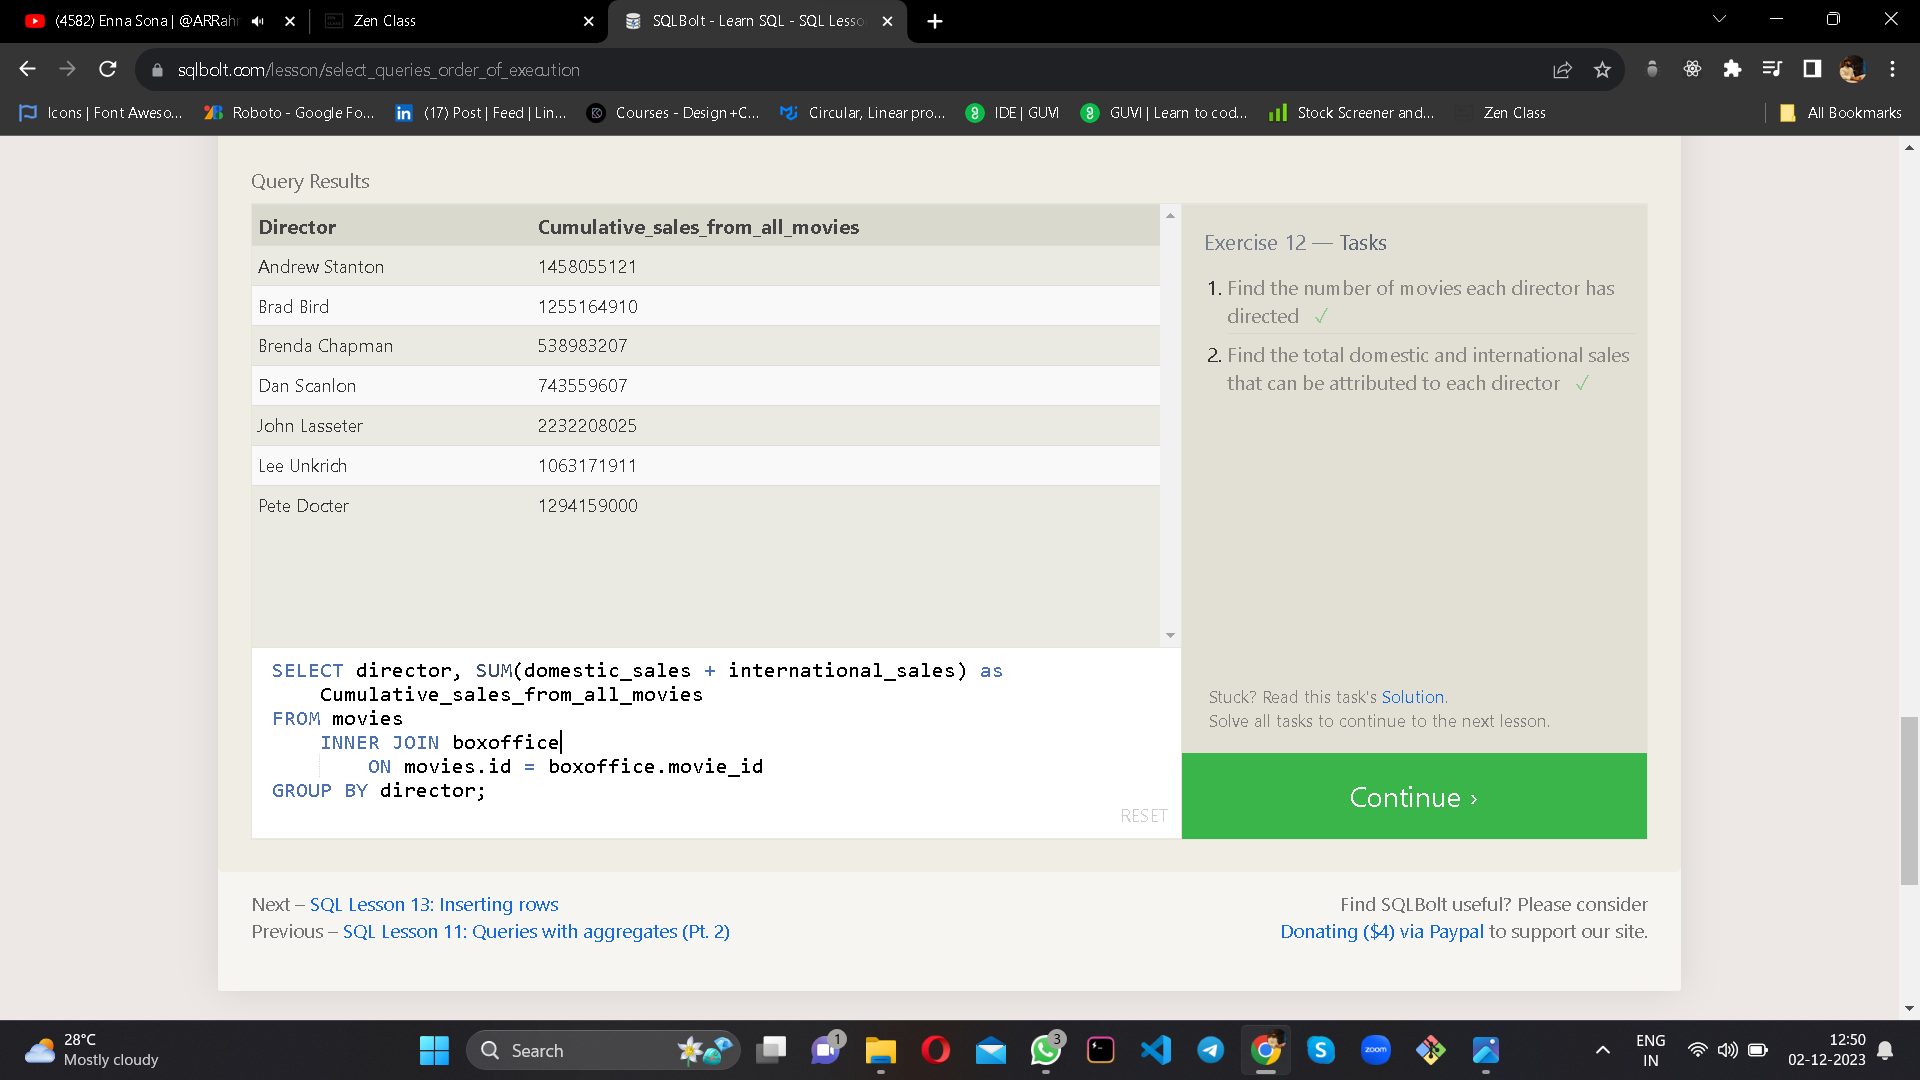 (4582) Enna Sona | @ARRahr
Zen Class
SQLBolt - Learn SQL - SQL Lesso
sqlbolt.com/lesson/select_queries_order_of_execution
Icons | Font Aweso...
Roboto - Google Fo...
(17) Post | Feed | Lin...
Courses - Design+C...
Circular, Linear pro...
IDE | GUVI
GUVI | Learn to cod...
Stock Screener and...
Zen Class
All Bookmarks
Query Results
Director Cumulative_sales_from_all_movies
Andrew Stanton 1458055121
Brad Bird 1255164910
Brenda Chapman 538983207
Dan Scanlon 743559607
John Lasseter 2232208025
Lee Unkrich 1063171911
Pete Docter 1294159000
Exercise 12 — Tasks
1. Find the number of movies each director has
directed ✓
2. Find the total domestic and international sales
that can be attributed to each director ✓
SELECT director, SUM(domestic_sales + international_sales) as
Cumulative_sales_from_all_movies
FROM movies
INNER JOIN boxoffice
ON movies.id = boxoffice.movie_id
GROUP BY director;
RESET
Stuck? Read this task's Solution.
Solve all tasks to continue to the next lesson.
Continue ›
Next – SQL Lesson 13: Inserting rows
Previous – SQL Lesson 11: Queries with aggregates (Pt. 2)
Find SQLBolt useful? Please consider
Donating ($4) via Paypal to support our site.
28°C
Mostly cloudy
Search
1
3
zoom
ENG
IN
12:50
02-12-2023